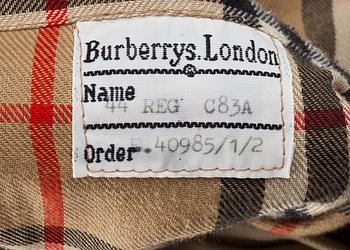 Burberrys.London
Name
44 REG C83A
Order
.40985/1/2